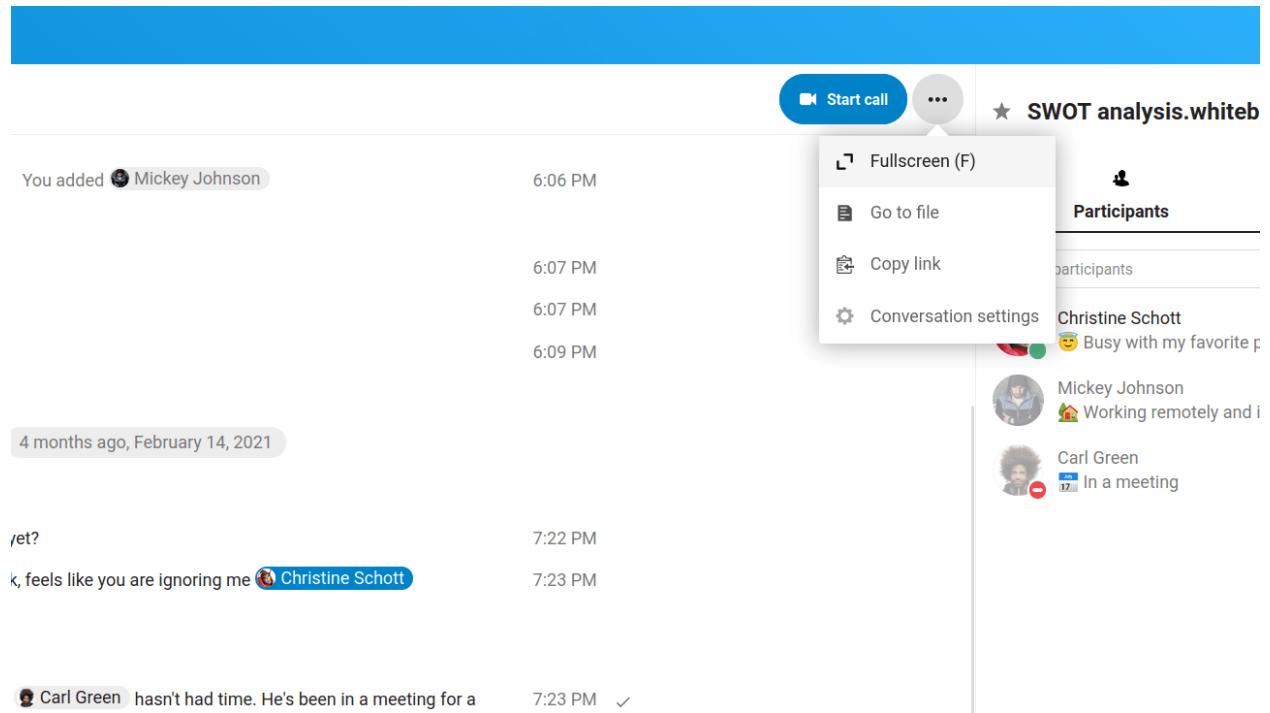 Start call
SWOT analysis.whiteb
Fullscreen (F)
Go to file
Copy link
Conversation settings
You added Mickey Johnson 6:06 PM
6:07 PM
6:07 PM
6:09 PM
4 months ago, February 14, 2021
yet? 7:22 PM
k, feels like you are ignoring me Christine Schott 7:23 PM
Carl Green hasn't had time. He's been in a meeting for a 7:23 PM
Participants
participants
Christine Schott
Busy with my favorite p
Mickey Johnson
Working remotely and i
Carl Green
17
In a meeting